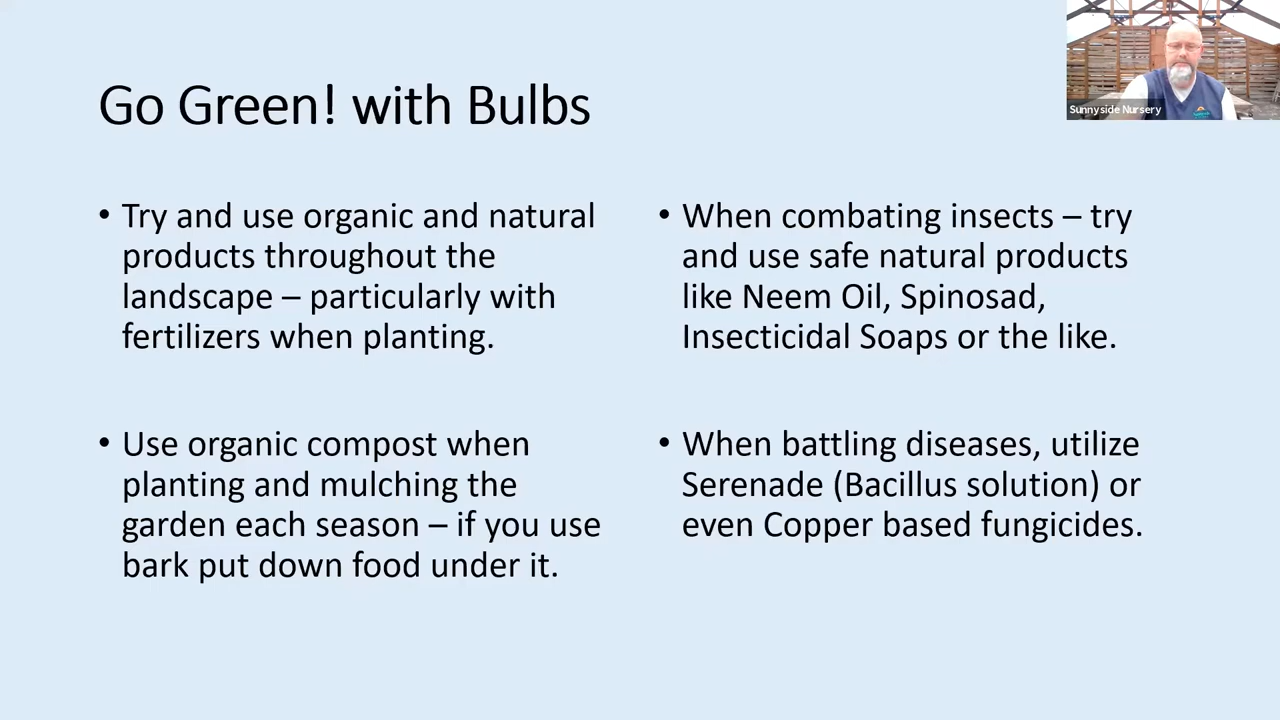 Go Green! with Bulbs
• Try and use organic and natural
products throughout the
landscape – particularly with
fertilizers when planting.
• Use organic compost when
planting and mulching the
garden each season – if you use
bark put down food under it.
• When combating insects – try
and use safe natural products
like Neem Oil, Spinosad,
Insecticidal Soaps or the like.
• When battling diseases, utilize
Serenade (Bacillus solution) or
even Copper based fungicides.
Sunnyside Nursery